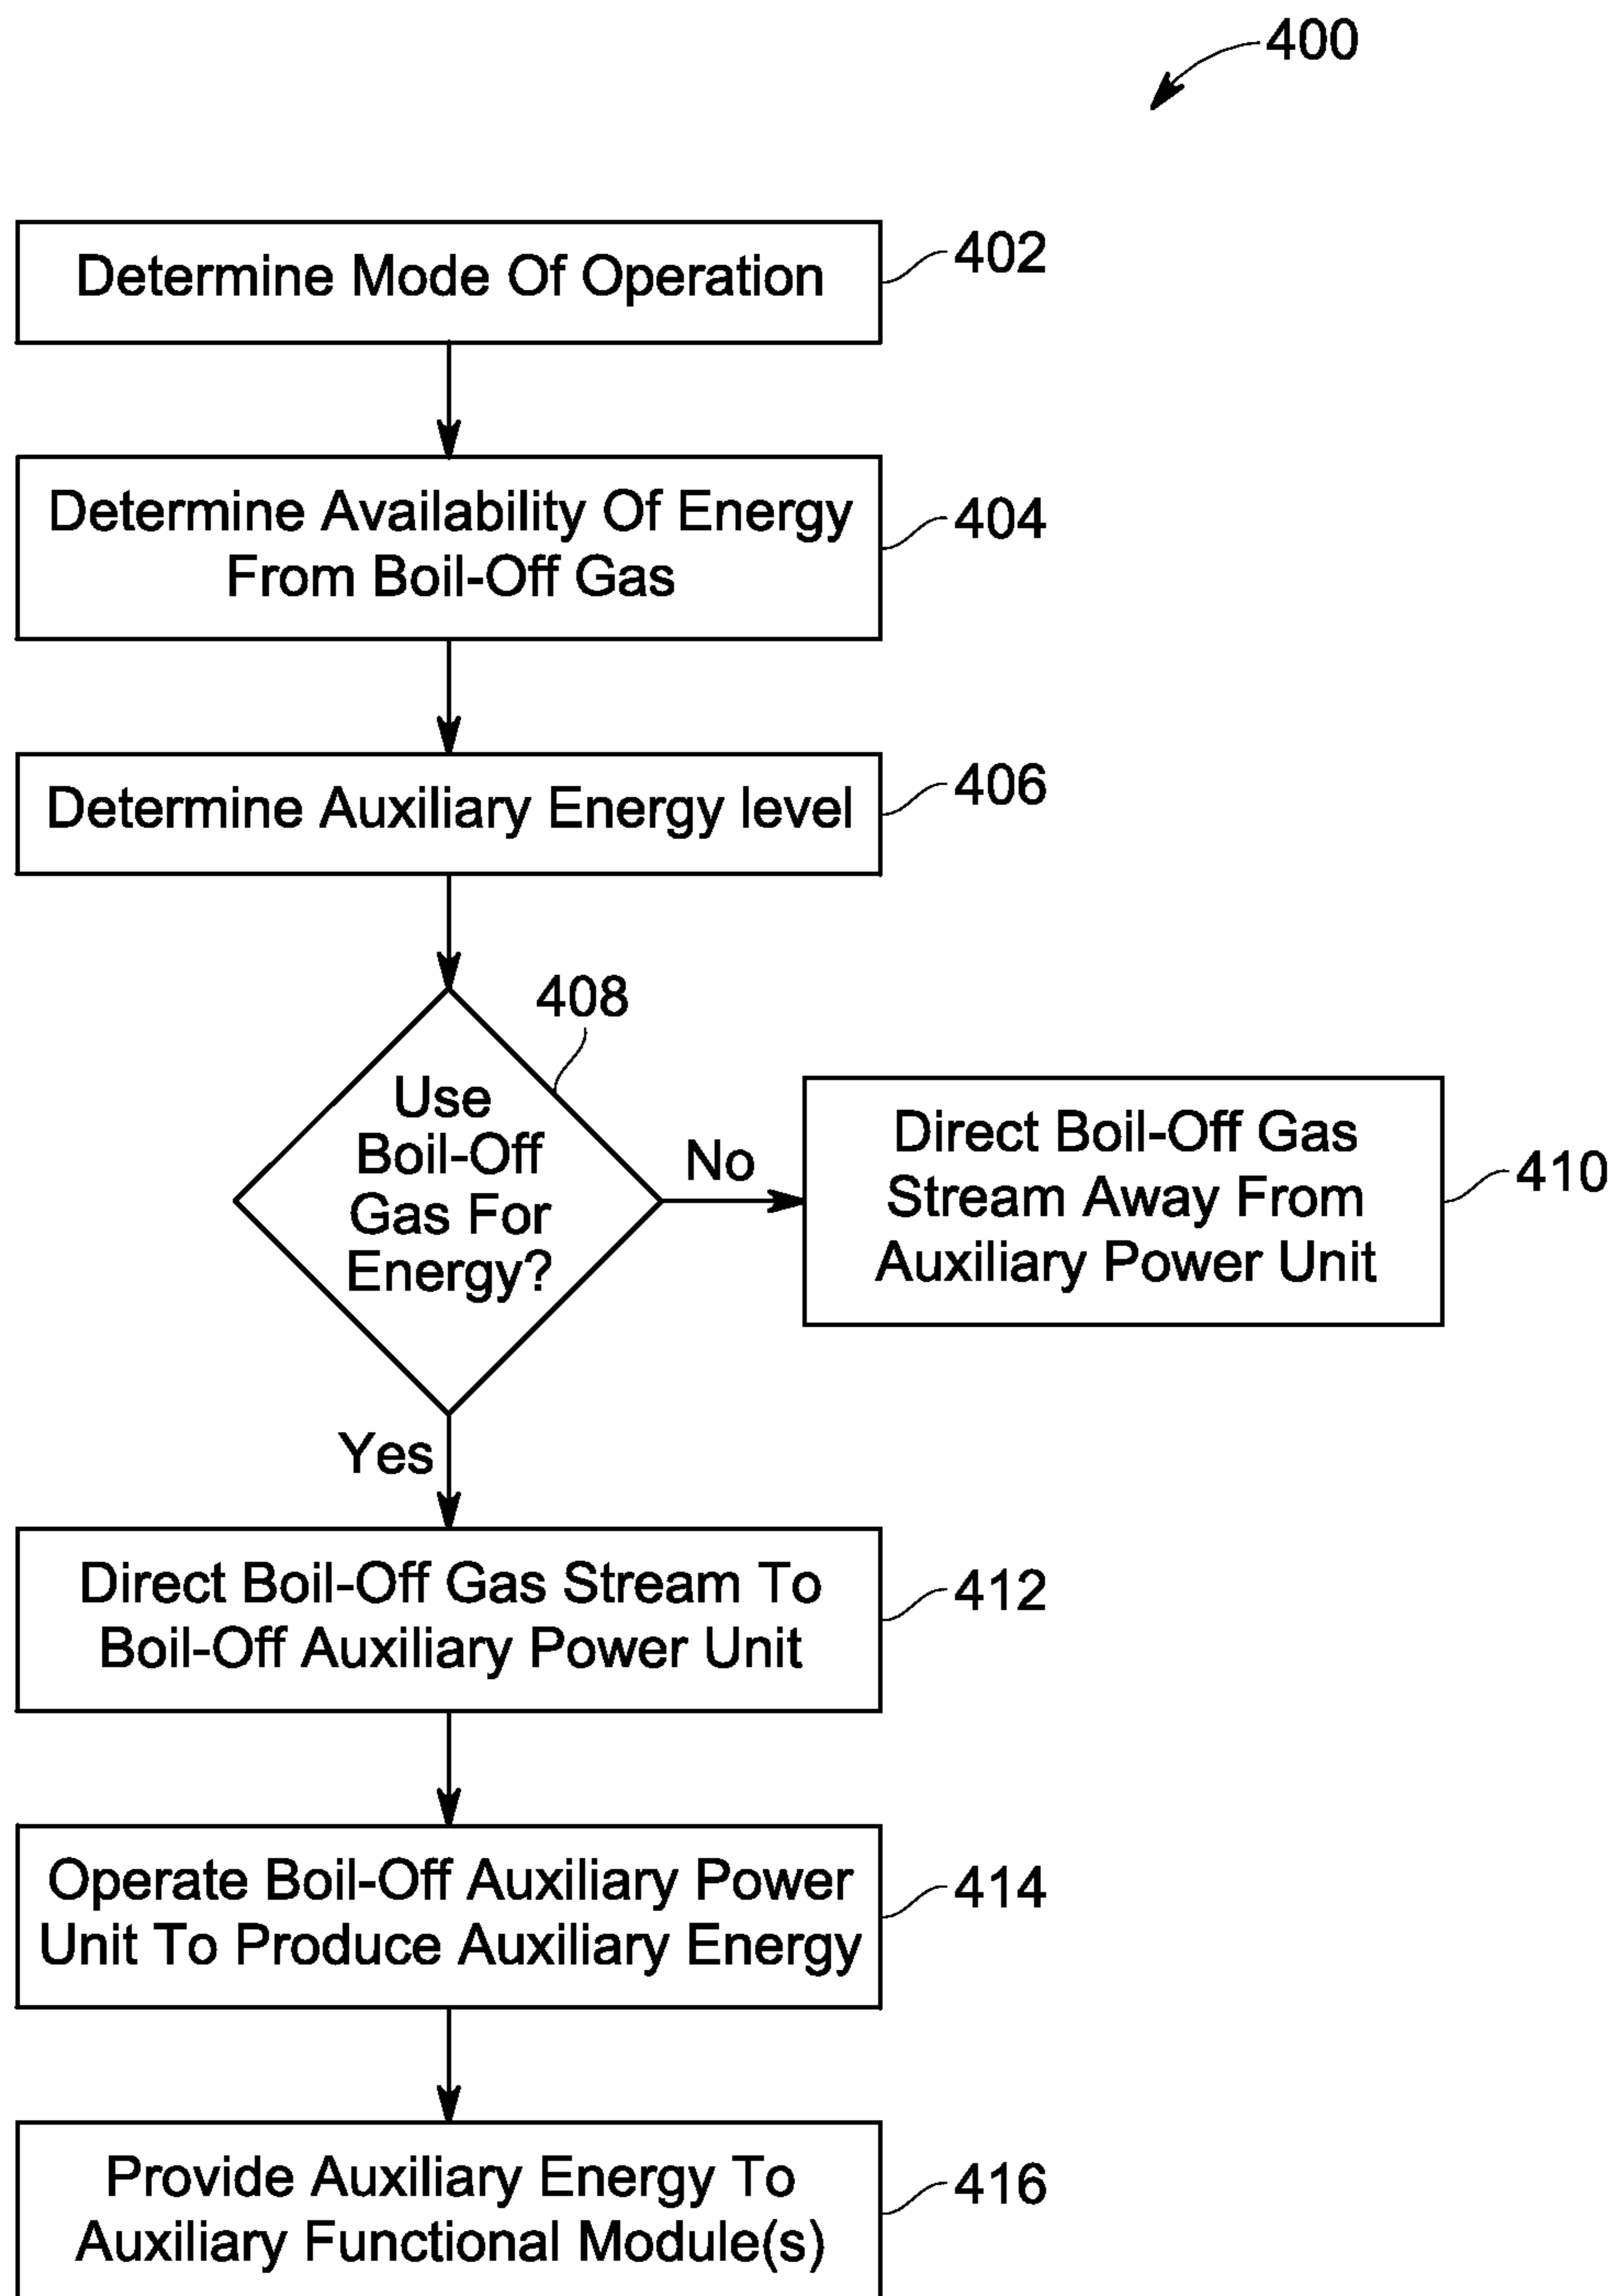 400
Determine Mode Of Operation
402
Determine Availability Of Energy
From Boil-Off Gas
404
Determine Auxiliary Energy level
406
408
Use
Boil-Off
Gas For
Energy?
No
Direct Boil-Off Gas
Stream Away From
Auxiliary Power Unit
410
Yes
Direct Boil-Off Gas Stream To
Boil-Off Auxiliary Power Unit
412
Operate Boil-Off Auxiliary Power
Unit To Produce Auxiliary Energy
414
Provide Auxiliary Energy To
Auxiliary Functional Module(s)
416